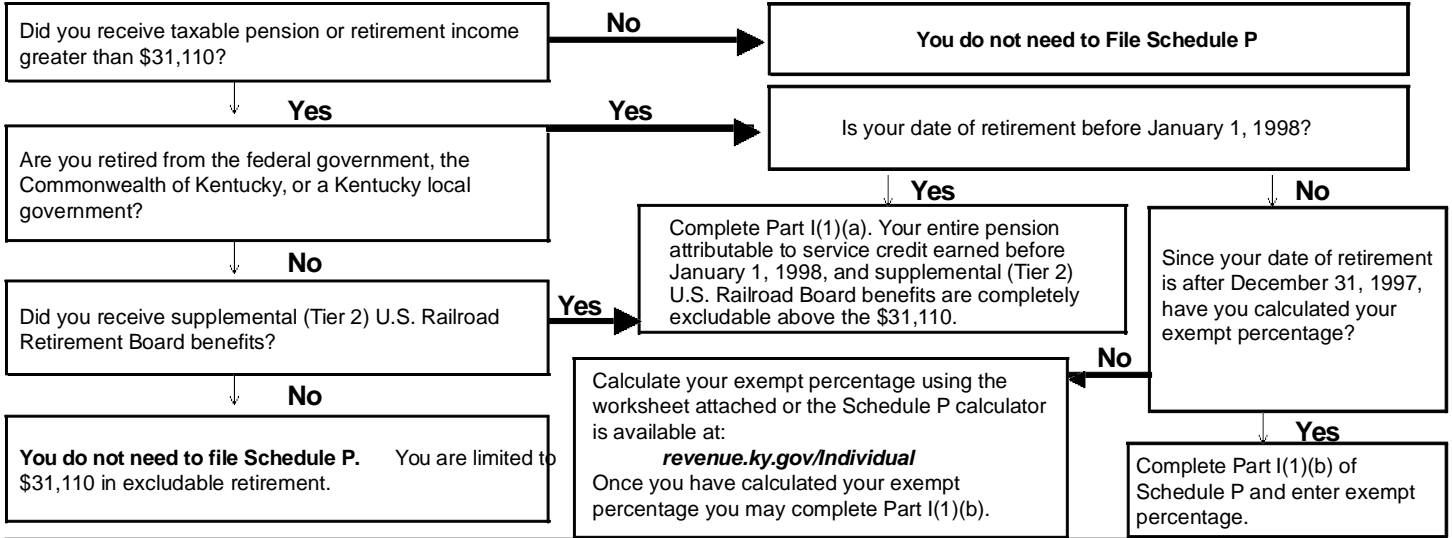 Did you receive taxable pension or retirement income
greater than $31,110?
No
You do not need to File Schedule P
Yes
Yes
Are you retired from the federal government, the
Commonwealth of Kentucky, or a Kentucky local
government?
Is your date of retirement before January 1, 1998?
Yes
No
No
Complete Part I(1)(a). Your entire pension
attributable to service credit earned before
January 1, 1998, and supplemental (Tier 2)
U.S. Railroad Board benefits are completely
excludable above the $31,110.
Since your date of retirement
is after December 31, 1997,
have you calculated your
exempt percentage?
Did you receive supplemental (Tier 2) U.S. Railroad
Retirement Board benefits?
Yes
No
No
Calculate your exempt percentage using the
worksheet attached or the Schedule P calculator
is available at:
revenue.ky.gov/Individual
Once you have calculated your exempt
percentage you may complete Part I(1)(b).
Yes
You do not need to file Schedule P. You are limited to
$31,110 in excludable retirement.
Complete Part I(1)(b) of
Schedule P and enter exempt
percentage.